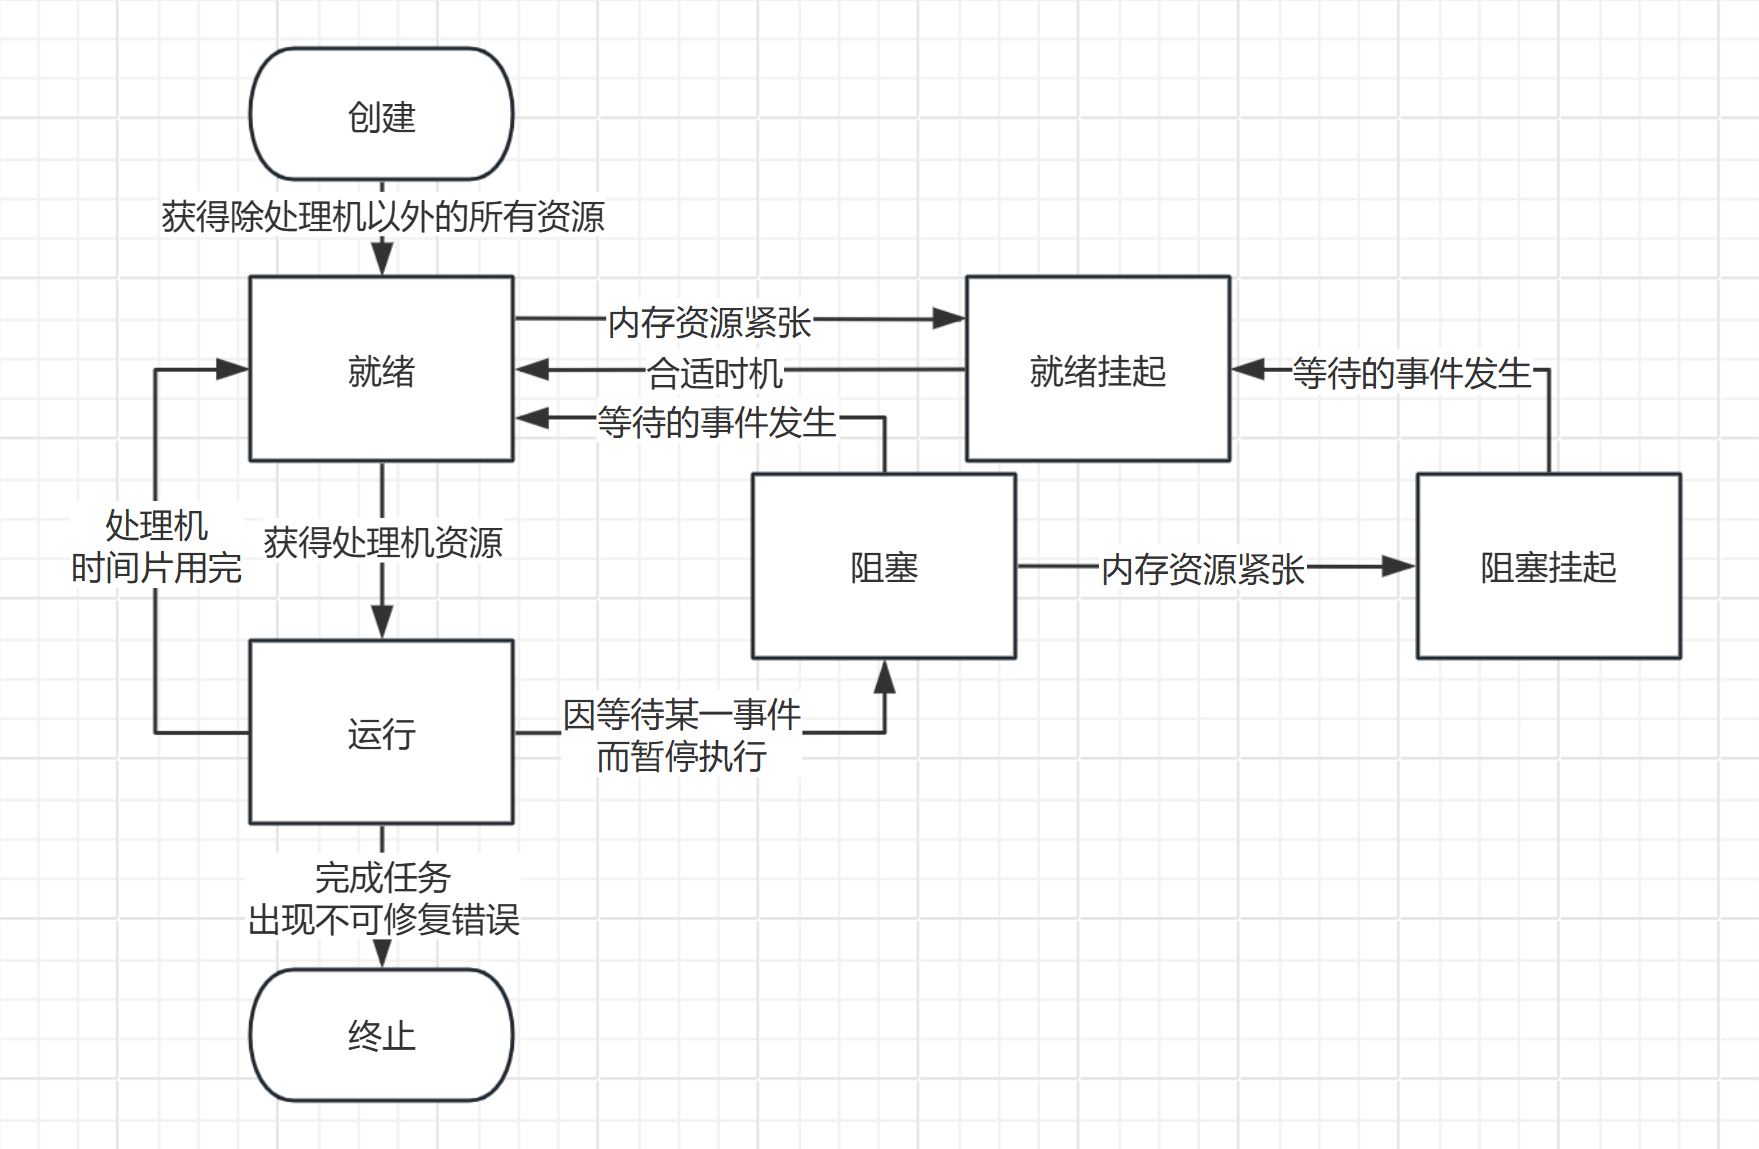 创建
获得除处理机以外的所有资源
就绪
内存资源紧张
合适时机
等待的事件发生
就绪挂起
等待的事件发生
处理机
时间片用完
获得处理机资源
阻塞
内存资源紧张
阻塞挂起
运行
因等待某一事件
而暂停执行
完成任务
出现不可修复错误
终止